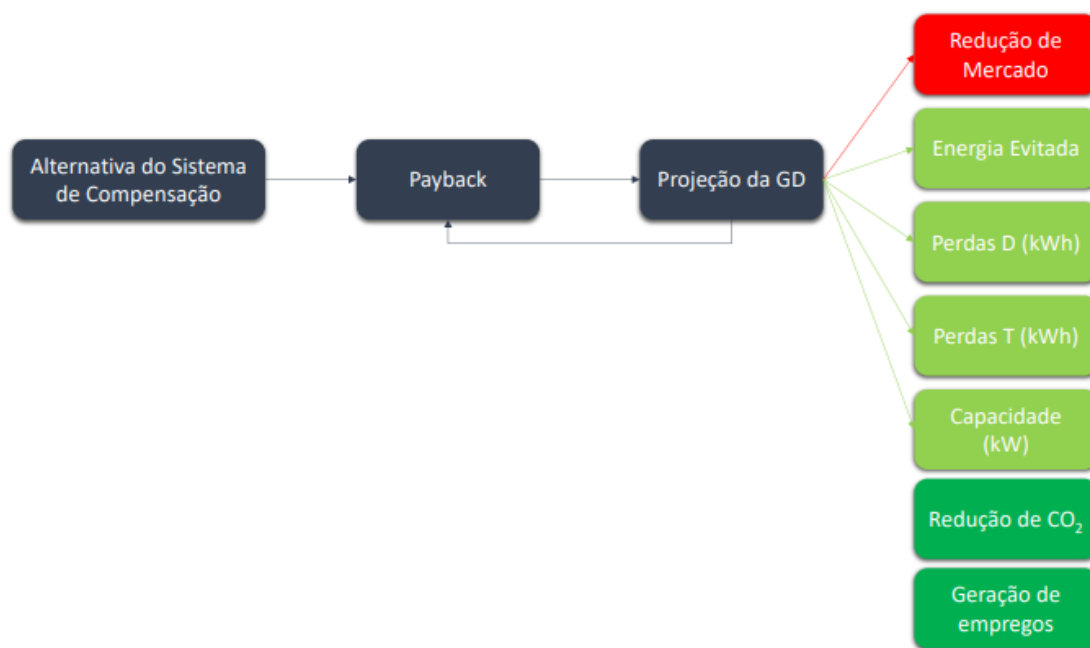 Alternativa do Sistema
de Compensação
Payback
Projeção da GD
Redução de
Mercado
Energia Evitada
Perdas D (kWh)
Perdas T (kWh)
Capacidade
(kW)
Redução de CO₂
Geração de
empregos